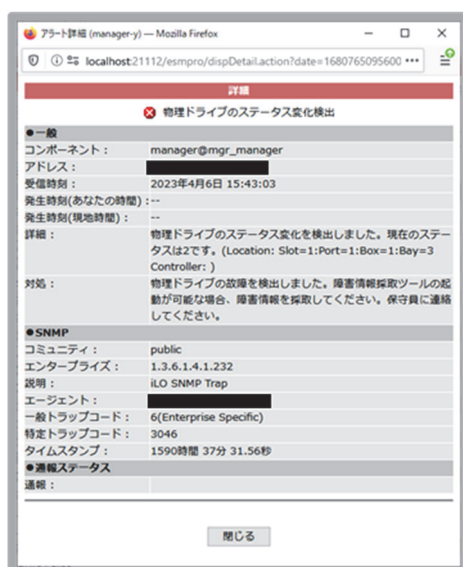 アラート詳細 (manager-y) — Mozilla Firefox
localhost:21112/esmpro/dispDetail.action?date=1680765095600 •••
詳細
物理ドライブのステータス変化検出
●一般
コンポーネント： manager@mgr_manager
アドレス：
受信時刻： 2023年4月6日 15:43:03
発生時刻(あなたの時間)：--
発生時刻(現地時間)： --
詳細： 物理ドライブのステータス変化を検出しました。現在のステー
タスは2です。(Location: Slot=1:Port=1:Box=1:Bay=3
Controller: )
対処： 物理ドライブの故障を検出しました。障害情報採取ツールの起
動が可能な場合、障害情報を採取してください。保守員に連絡
してください。
●SNMP
コミュニティ： public
エンタープライズ： 1.3.6.1.4.1.232
説明： iLO SNMP Trap
エージェント：
一般トラップコード： 6(Enterprise Specific)
特定トラップコード： 3046
タイムスタンプ： 1590時間 37分 31.56秒
●通報ステータス
通報：
閉じる